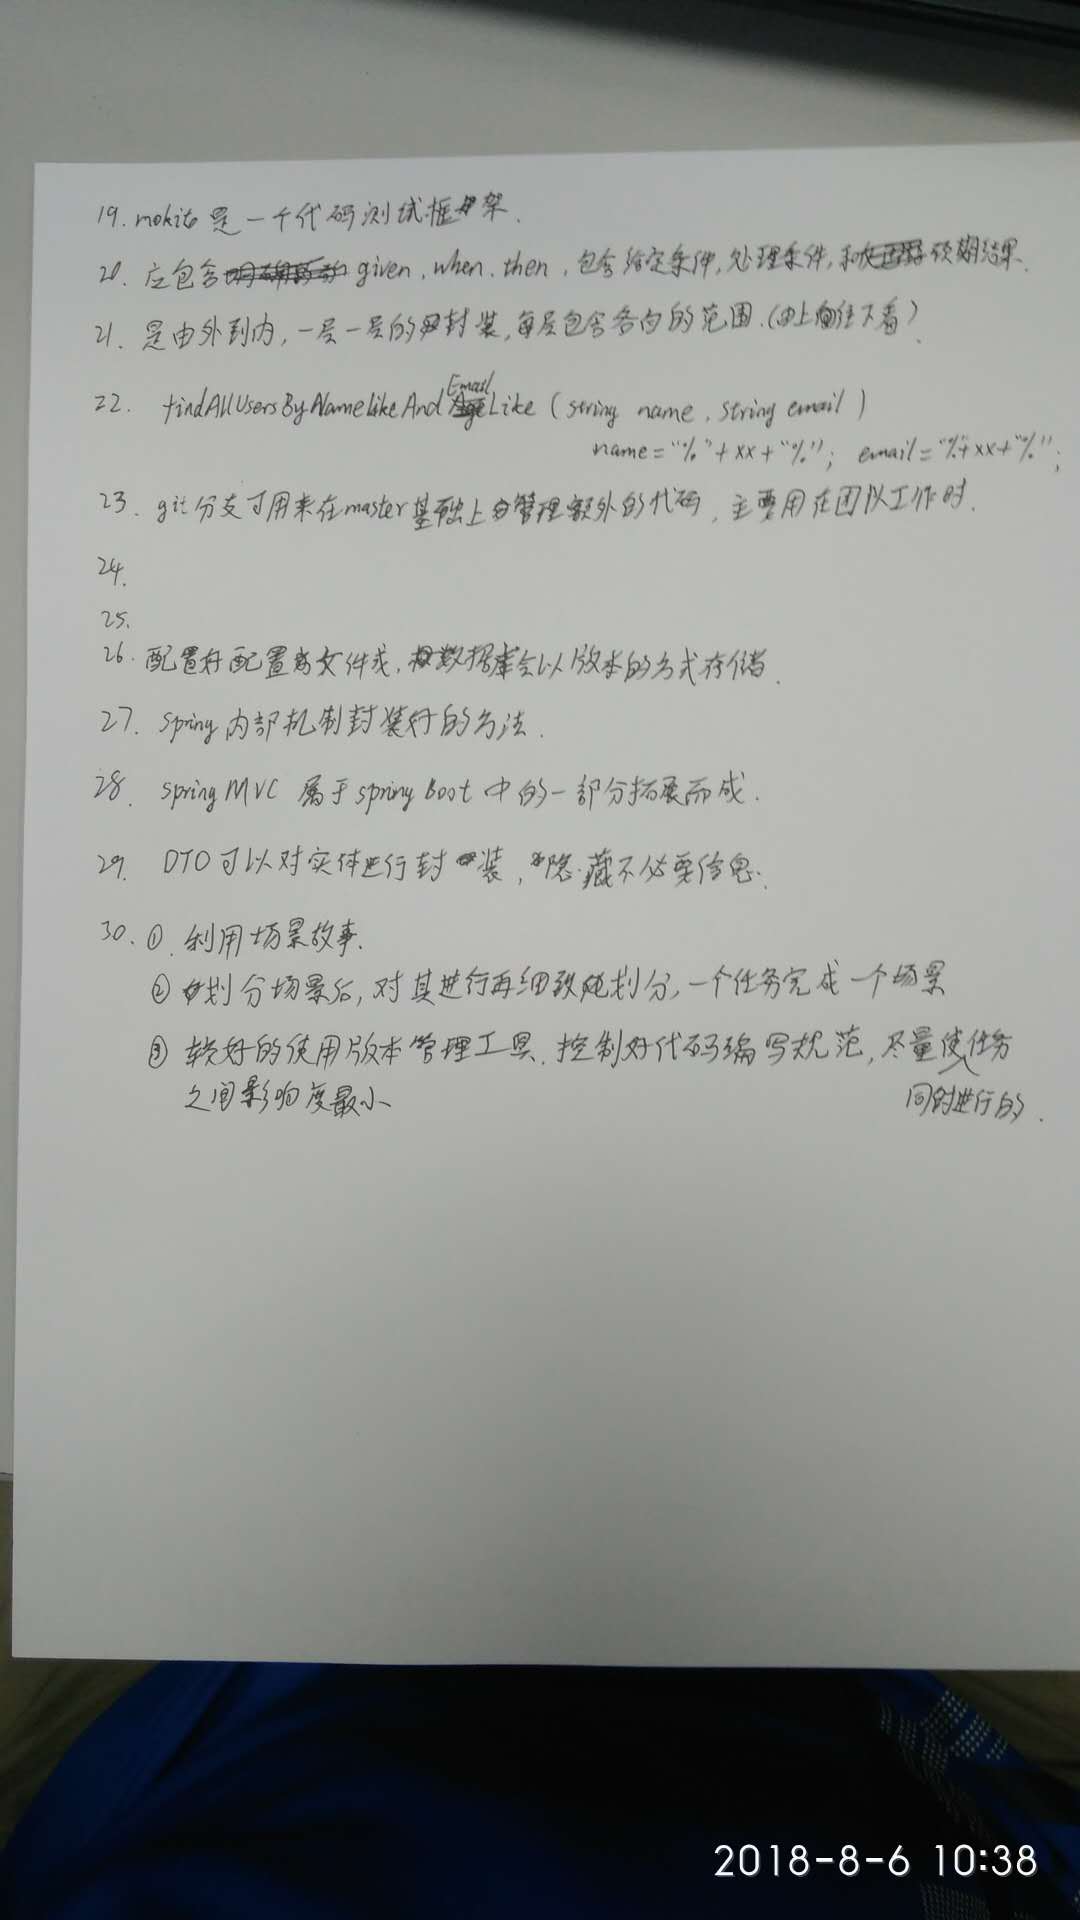 19. mokito 是一个代码测试框架.
20. 应包含 given, when, then, 包含给定条件, 处理条件, 和预期结果.
21. 是由外到内, 一层一层的封装, 每层包含各自的范围.(由上往下看)
22. findAllUsersByNameLikeAndEmailLike (string name, string email)
name="%"+xx+"%"; email="%"+xx+"%";
23. git 分支可用来在master基础上管理额外的代码, 主要用在团队工作时.
24.
25.
26. 配置好配置文件或, 数据库会以版本的方式存储.
27. spring 内部机制封装好的方法.
28. spring MVC 属于 spring Boot 中的一部分拓展而成.
29. DTO 可以对实体进行封装, 隐藏不必要信息.
30. ①. 利用场景故事.
② 划分场景后, 对其进行再细致划分, 一个任务完成一个场景
③ 较好的使用版本管理工具. 控制好代码编写规范, 尽量使同时进行的任务
之间影响度最小
2018-8-6 10:38